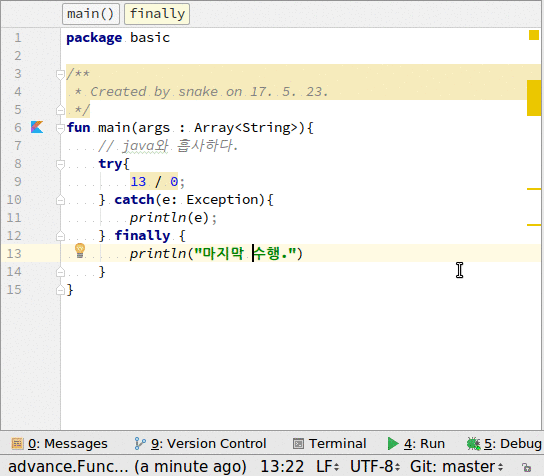 main() finally
1 package basic
2
3 /**
4 * Created by snake on 17. 5. 23.
5 */
6 fun main(args : Array<String>){
7 // java와 흡사하다.
8 try{
9 13 / 0;
10 } catch(e: Exception){
11 println(e);
12 } finally {
13 println("마지막 수행.")
14 }
15 }
0: Messages 9: Version Control Terminal 4: Run 5: Debug
advance.Func... (a minute ago) 13:22 LF÷ UTF-8÷ Git: master÷